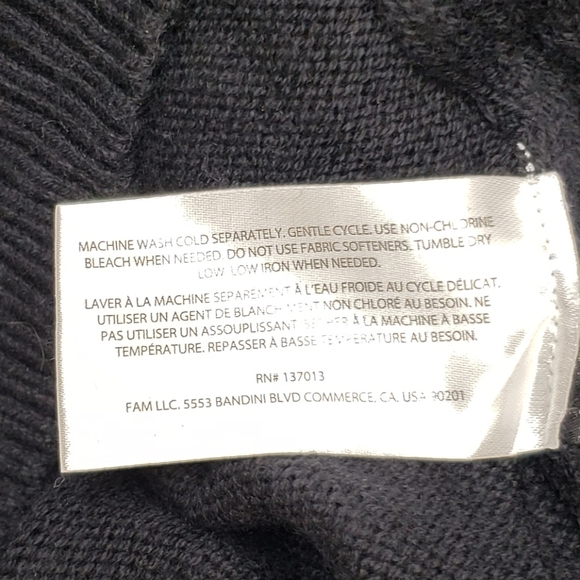 MACHINE WASH COLD SEPARATELY. GENTLE CYCLE. USE NON-CHLORINE
BLEACH WHEN NEEDED. DO NOT USE FABRIC SOFTENERS. TUMBLE DRY
LOW. LOW IRON WHEN NEEDED.
LAVER À LA MACHINE SÉPARÉMENT À L'EAU FROIDE AU CYCLE DÉLICAT.
UTILISER UN AGENT DE BLANCHIMENT NON CHLORÉ AU BESOIN. NE
PAS UTILISER UN ASSOUPLISSANT. SÉCHER À LA MACHINE À BASSE
TEMPÉRATURE. REPASSER À BASSE TEMPÉRATURE AU BESOIN.
RN# 137013
FAM LLC. 5553 BANDINI BLVD COMMERCE, CA. USA 90201